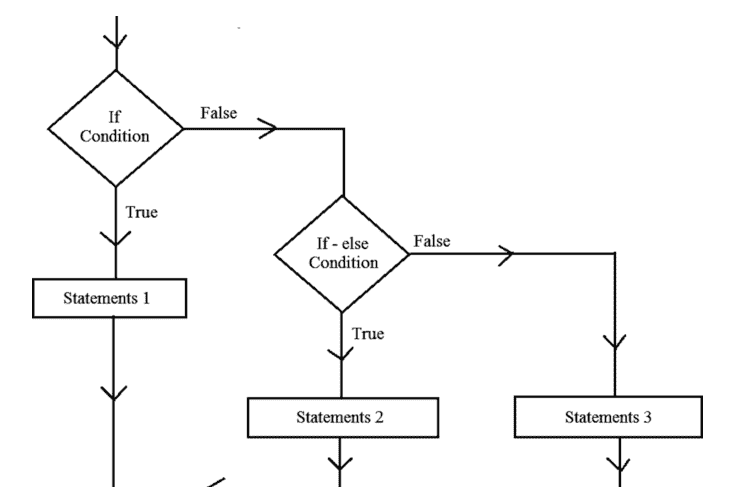 If
Condition
False
True
If - else
Condition
False
Statements 1
True
Statements 2
Statements 3